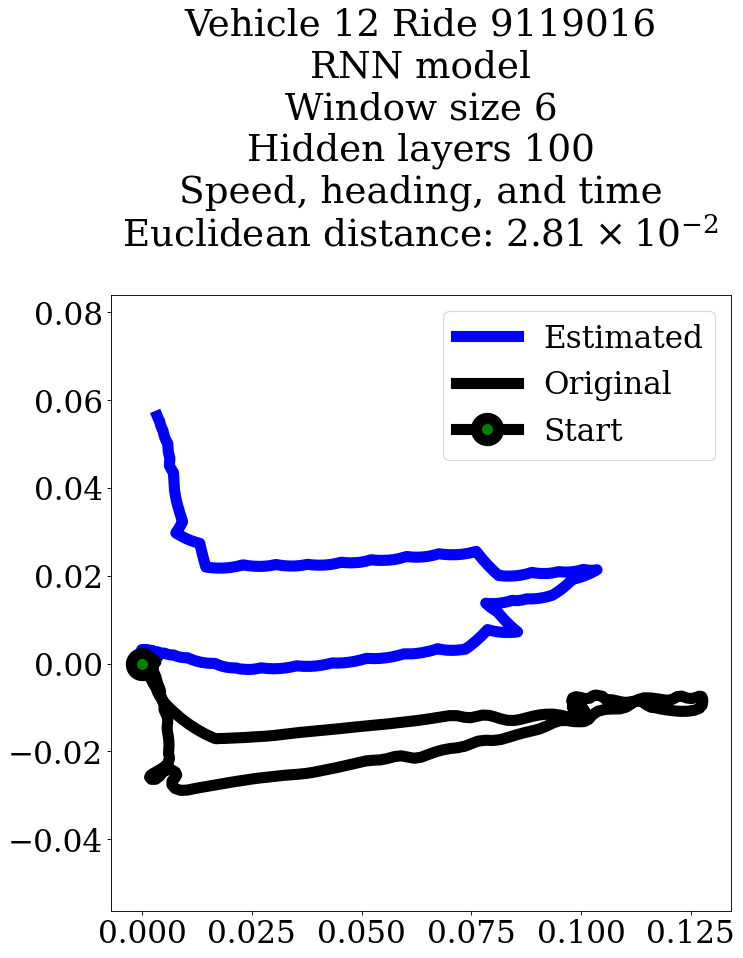 Vehicle 12 Ride 9119016
RNN model
Window size 6
Hidden layers 100
Speed, heading, and time
Euclidean distance: 2.81 × 10⁻²
0.08
0.06
0.04
0.02
0.00
−0.02
−0.04
Estimated
Original
Start
0.000 0.025 0.050 0.075 0.100 0.125